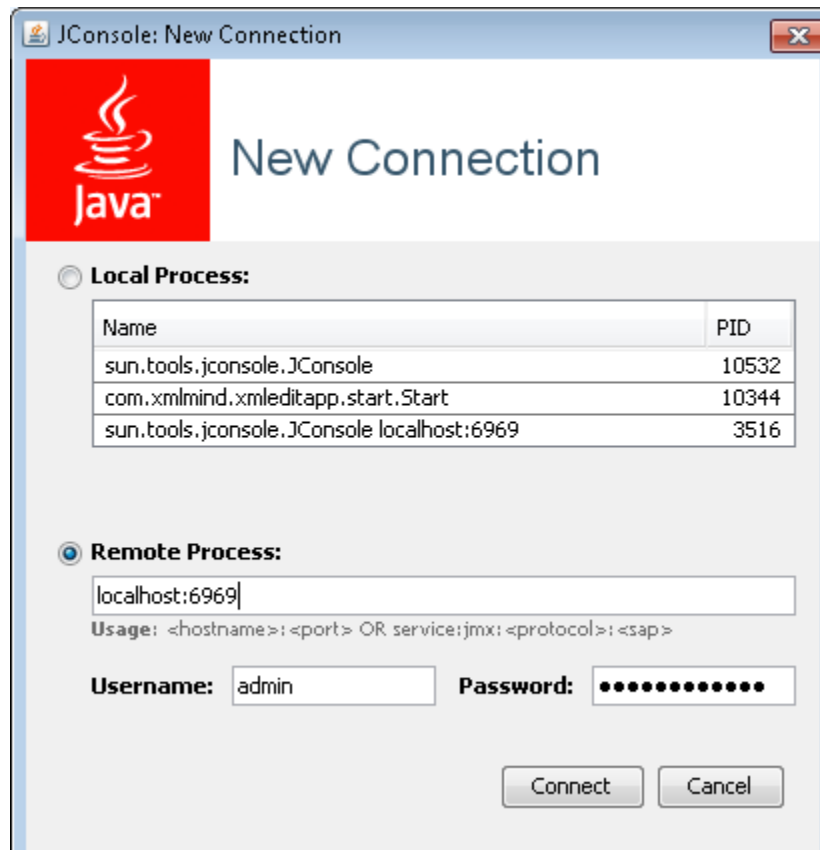 JConsole: New Connection
Java™
New Connection
Local Process:
Name PID
sun.tools.jconsole.JConsole 10532
com.xmlmind.xmleditapp.start.Start 10344
sun.tools.jconsole.JConsole localhost:6969 3516
Remote Process:
localhost:6969
Usage: <hostname>:<port> OR service:jmx:<protocol>:<sap>
Username: admin Password: ●●●●●●●●●●●●
Connect Cancel